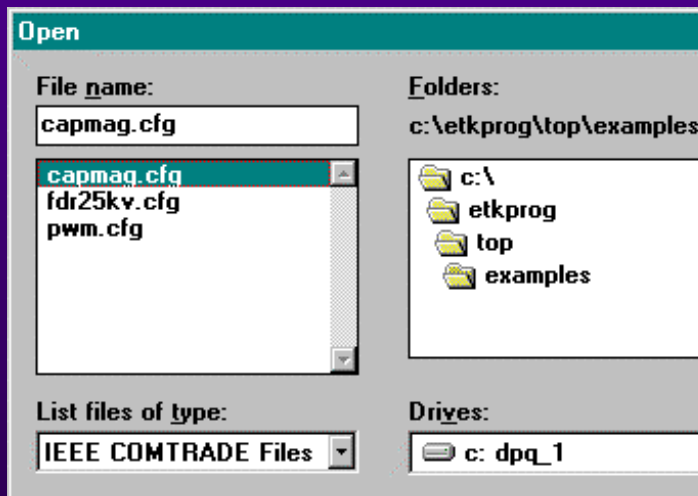 Open
File name:
capmag.cfg
capmag.cfg
fdr25kv.cfg
pwm.cfg
List files of type:
IEEE COMTRADE Files
Folders:
c:\etkprog\top\examples
c:\
etkprog
top
examples
Drives:
c: dpq_1